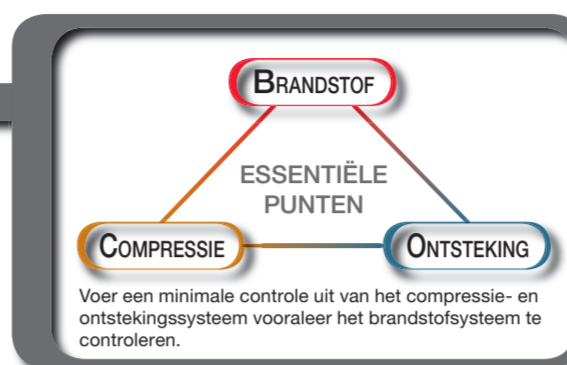 BRANDSTOF
ESSENTIËLE
PUNTEN
COMPRESSIE
ONTSTEKING
Voer een minimale controle uit van het compressie- en
ontstekingssysteem vooraleer het brandstofsysteem te
controleren.